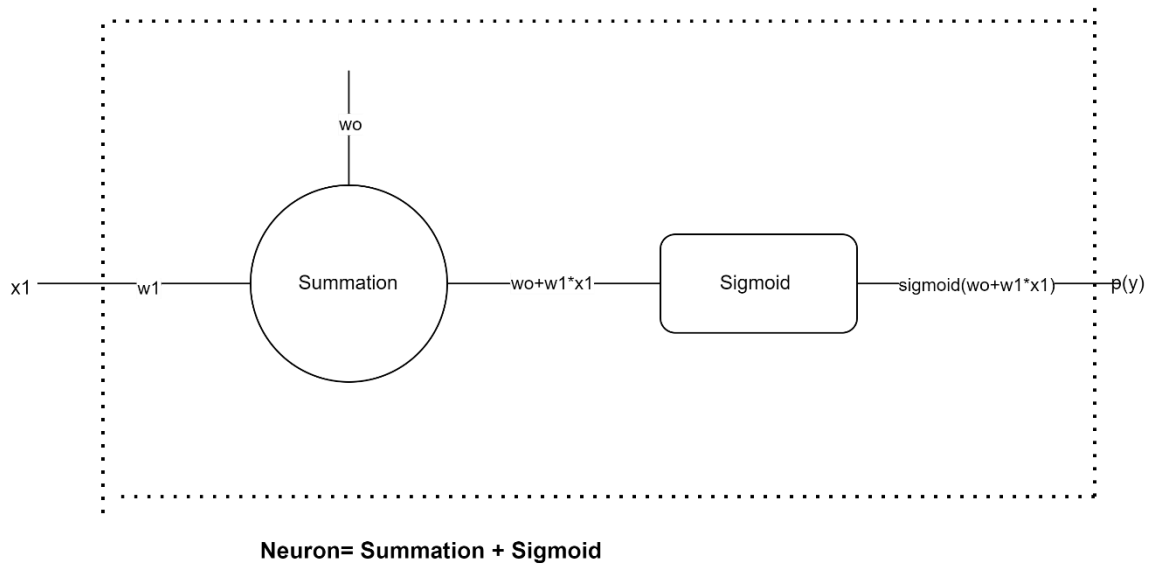 wo
x1
w1
Summation
wo+w1*x1
Sigmoid
sigmoid(wo+w1*x1)
p(y)
Neuron= Summation + Sigmoid